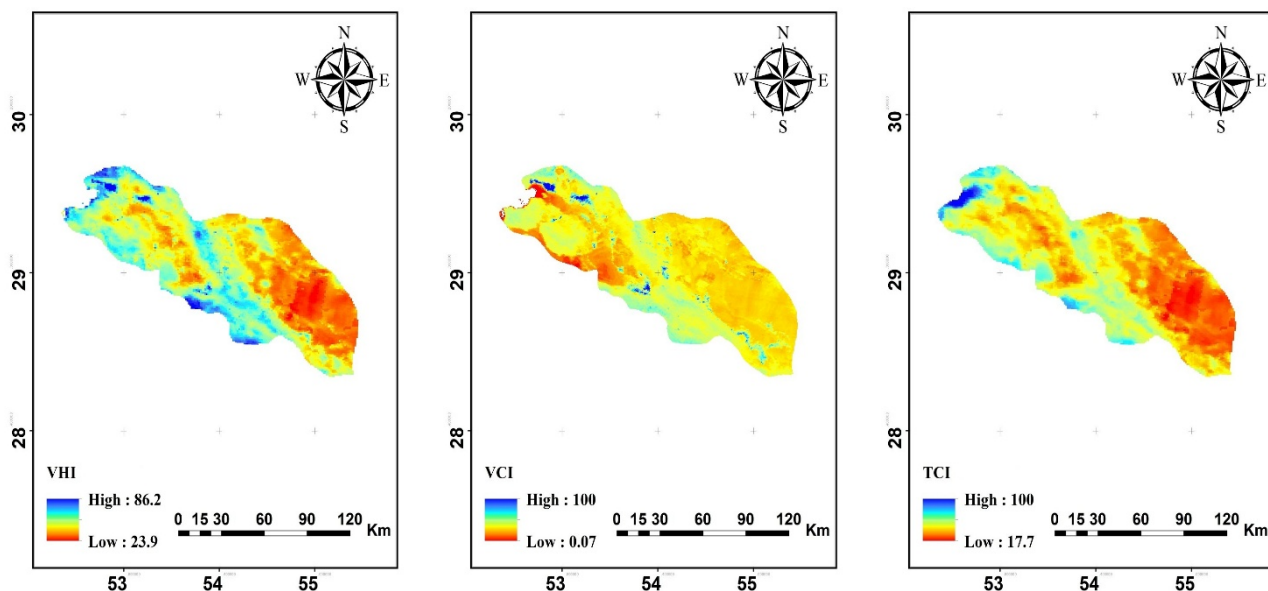 N
W E
S
30
29
28
VHI
High : 86.2
Low : 23.9
0 15 30 60 90 120
Km
53 54 55
N
W E
S
30
29
28
VCI
High : 100
Low : 0.07
0 15 30 60 90 120
Km
53 54 55
N
W E
S
30
29
28
TCI
High : 100
Low : 17.7
0 15 30 60 90 120
Km
53 54 55